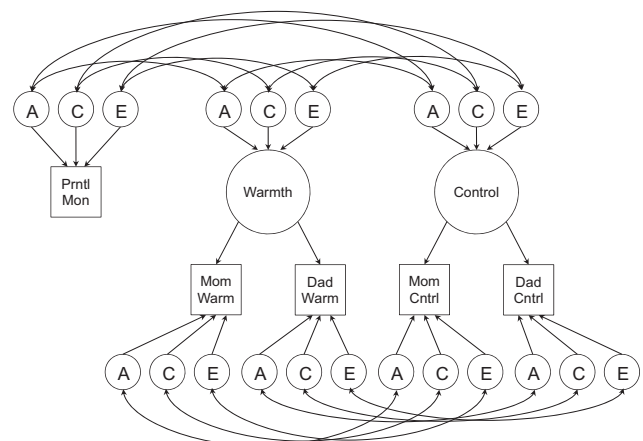 A C E A C E A C E
Prntl
Mon
Warmth
Control
Mom
Warm
Dad
Warm
Mom
Cntrl
Dad
Cntrl
A C E A C E A C E A C E